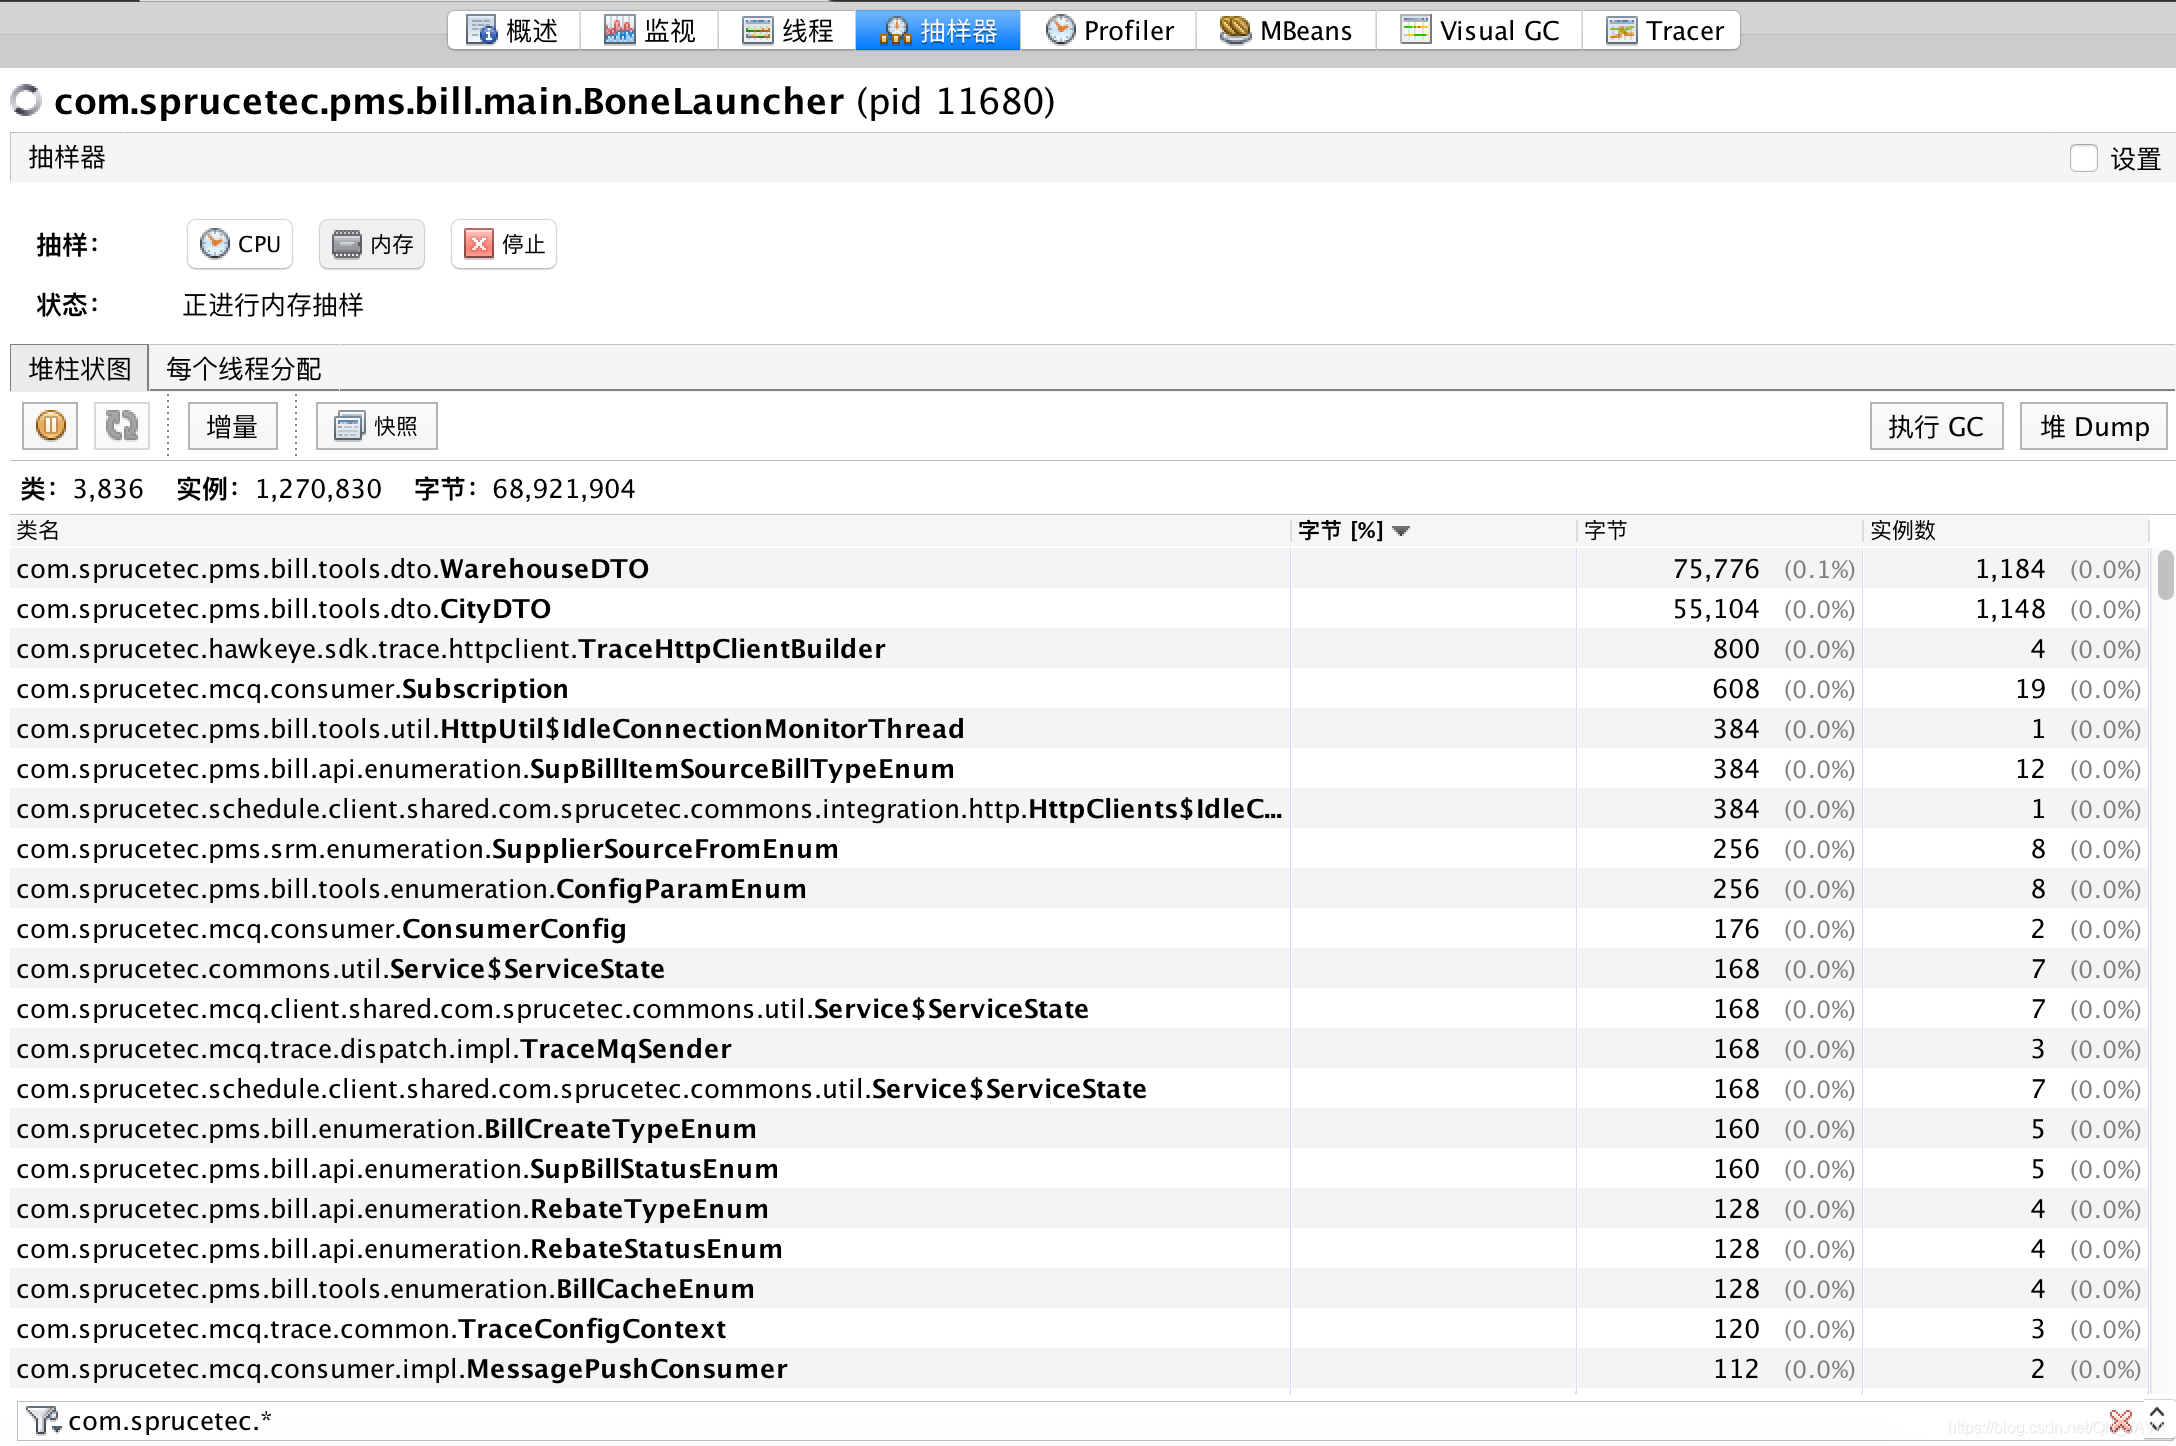 概述 监视 线程 抽样器 Profiler MBeans Visual GC Tracer
com.sprucetec.pms.bill.main.BoneLauncher (pid 11680)
抽样器 设置
抽样： CPU 内存 停止
状态： 正进行内存抽样
堆柱状图 每个线程分配
增量 快照 执行 GC 堆 Dump
类： 3,836 实例： 1,270,830 字节： 68,921,904
类名 字节 [%] 字节 实例数
com.sprucetec.pms.bill.tools.dto.WarehouseDTO 75,776 (0.1%) 1,184 (0.0%)
com.sprucetec.pms.bill.tools.dto.CityDTO 55,104 (0.0%) 1,148 (0.0%)
com.sprucetec.hawkeye.sdk.trace.httpclient.TraceHttpClientBuilder 800 (0.0%) 4 (0.0%)
com.sprucetec.mcq.consumer.Subscription 608 (0.0%) 19 (0.0%)
com.sprucetec.pms.bill.tools.util.HttpUtil$IdleConnectionMonitorThread 384 (0.0%) 1 (0.0%)
com.sprucetec.pms.bill.api.enumeration.SupBillItemSourceBillTypeEnum 384 (0.0%) 12 (0.0%)
com.sprucetec.schedule.client.shared.com.sprucetec.commons.integration.http.HttpClients$IdleC... 384 (0.0%) 1 (0.0%)
com.sprucetec.pms.srm.enumeration.SupplierSourceFromEnum 256 (0.0%) 8 (0.0%)
com.sprucetec.pms.bill.tools.enumeration.ConfigParamEnum 256 (0.0%) 8 (0.0%)
com.sprucetec.mcq.consumer.ConsumerConfig 176 (0.0%) 2 (0.0%)
com.sprucetec.commons.util.Service$ServiceState 168 (0.0%) 7 (0.0%)
com.sprucetec.mcq.client.shared.com.sprucetec.commons.util.Service$ServiceState 168 (0.0%) 7 (0.0%)
com.sprucetec.mcq.trace.dispatch.impl.TraceMqSender 168 (0.0%) 3 (0.0%)
com.sprucetec.schedule.client.shared.com.sprucetec.commons.util.Service$ServiceState 168 (0.0%) 7 (0.0%)
com.sprucetec.pms.bill.enumeration.BillCreateTypeEnum 160 (0.0%) 5 (0.0%)
com.sprucetec.pms.bill.api.enumeration.SupBillStatusEnum 160 (0.0%) 5 (0.0%)
com.sprucetec.pms.bill.api.enumeration.RebateTypeEnum 128 (0.0%) 4 (0.0%)
com.sprucetec.pms.bill.api.enumeration.RebateStatusEnum 128 (0.0%) 4 (0.0%)
com.sprucetec.pms.bill.tools.enumeration.BillCacheEnum 128 (0.0%) 4 (0.0%)
com.sprucetec.mcq.trace.common.TraceConfigContext 120 (0.0%) 3 (0.0%)
com.sprucetec.mcq.consumer.impl.MessagePushConsumer 112 (0.0%) 2 (0.0%)
com.sprucetec.*